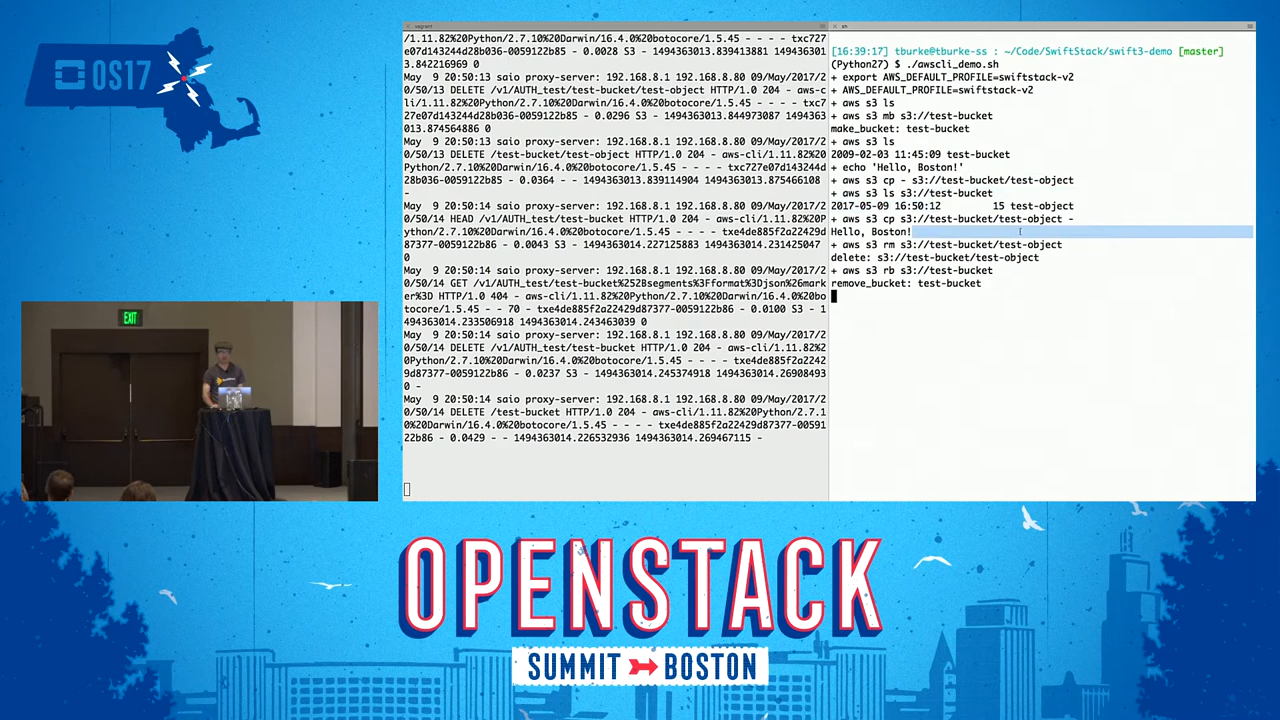 OS17
EXIT
vagrant
/1.11.82%20Python/2.7.10%20Darwin/16.4.0%20botocore/1.5.45 - - - - txc727
e07d143244d28b036-0059122b85 - 0.0028 S3 - 1494363013.839413881 149436301
3.842216969 0
May  9 20:50:13 saio proxy-server: 192.168.8.1 192.168.8.80 09/May/2017/2
0/50/13 DELETE /v1/AUTH_test/test-bucket/test-object HTTP/1.0 204 - aws-c
li/1.11.82%20Python/2.7.10%20Darwin/16.4.0%20botocore/1.5.45 - - - - txc7
27e07d143244d28b036-0059122b85 - 0.0296 S3 - 1494363013.844973087 1494363
013.874564886 0
May  9 20:50:13 saio proxy-server: 192.168.8.1 192.168.8.80 09/May/2017/2
0/50/13 DELETE /test-bucket/test-object HTTP/1.0 204 - aws-cli/1.11.82%20
Python/2.7.10%20Darwin/16.4.0%20botocore/1.5.45 - - - - txc727e07d143244d
28b036-0059122b85 - 0.0364 - - 1494363013.839114904 1494363013.875466108
-
May  9 20:50:14 saio proxy-server: 192.168.8.1 192.168.8.80 09/May/2017/2
0/50/14 HEAD /v1/AUTH_test/test-bucket HTTP/1.0 204 - aws-cli/1.11.82%20P
ython/2.7.10%20Darwin/16.4.0%20botocore/1.5.45 - - - - txe4de885f2a22429d
87377-0059122b86 - 0.0043 S3 - 1494363014.227125883 1494363014.231425047
0
May  9 20:50:14 saio proxy-server: 192.168.8.1 192.168.8.80 09/May/2017/2
0/50/14 GET /v1/AUTH_test/test-bucket%252Bsegments%3Fformat%3Djson%26mark
er%3D HTTP/1.0 404 - aws-cli/1.11.82%20Python/2.7.10%20Darwin/16.4.0%20bo
tocore/1.5.45 - - 70 - txe4de885f2a22429d87377-0059122b86 - 0.0100 S3 - 1
494363014.233506918 1494363014.243463039 0
May  9 20:50:14 saio proxy-server: 192.168.8.1 192.168.8.80 09/May/2017/2
0/50/14 DELETE /v1/AUTH_test/test-bucket HTTP/1.0 204 - aws-cli/1.11.82%2
0Python/2.7.10%20Darwin/16.4.0%20botocore/1.5.45 - - - - txe4de885f2a2242
9d87377-0059122b86 - 0.0237 S3 - 1494363014.245374918 1494363014.26908493
0 -
May  9 20:50:14 saio proxy-server: 192.168.8.1 192.168.8.80 09/May/2017/2
0/50/14 DELETE /test-bucket HTTP/1.0 204 - aws-cli/1.11.82%20Python/2.7.1
0%20Darwin/16.4.0%20botocore/1.5.45 - - - - txe4de885f2a22429d87377-00591
22b86 - 0.0429 - - 1494363014.226532936 1494363014.269467115 -
sh
[16:39:17] tburke@tburke-ss : ~/Code/SwiftStack/swift3-demo [master]
(Python27) $ ./awscli_demo.sh
+ export AWS_DEFAULT_PROFILE=swiftstack-v2
+ AWS_DEFAULT_PROFILE=swiftstack-v2
+ aws s3 ls
+ aws s3 mb s3://test-bucket
make_bucket: test-bucket
+ aws s3 ls
2009-02-03 11:45:09 test-bucket
+ echo 'Hello, Boston!'
+ aws s3 cp - s3://test-bucket/test-object
+ aws s3 ls s3://test-bucket
2017-05-09 16:50:12         15 test-object
+ aws s3 cp s3://test-bucket/test-object -
Hello, Boston!
+ aws s3 rm s3://test-bucket/test-object
delete: s3://test-bucket/test-object
+ aws s3 rb s3://test-bucket
remove_bucket: test-bucket
OPENSTACK
SUMMIT BOSTON